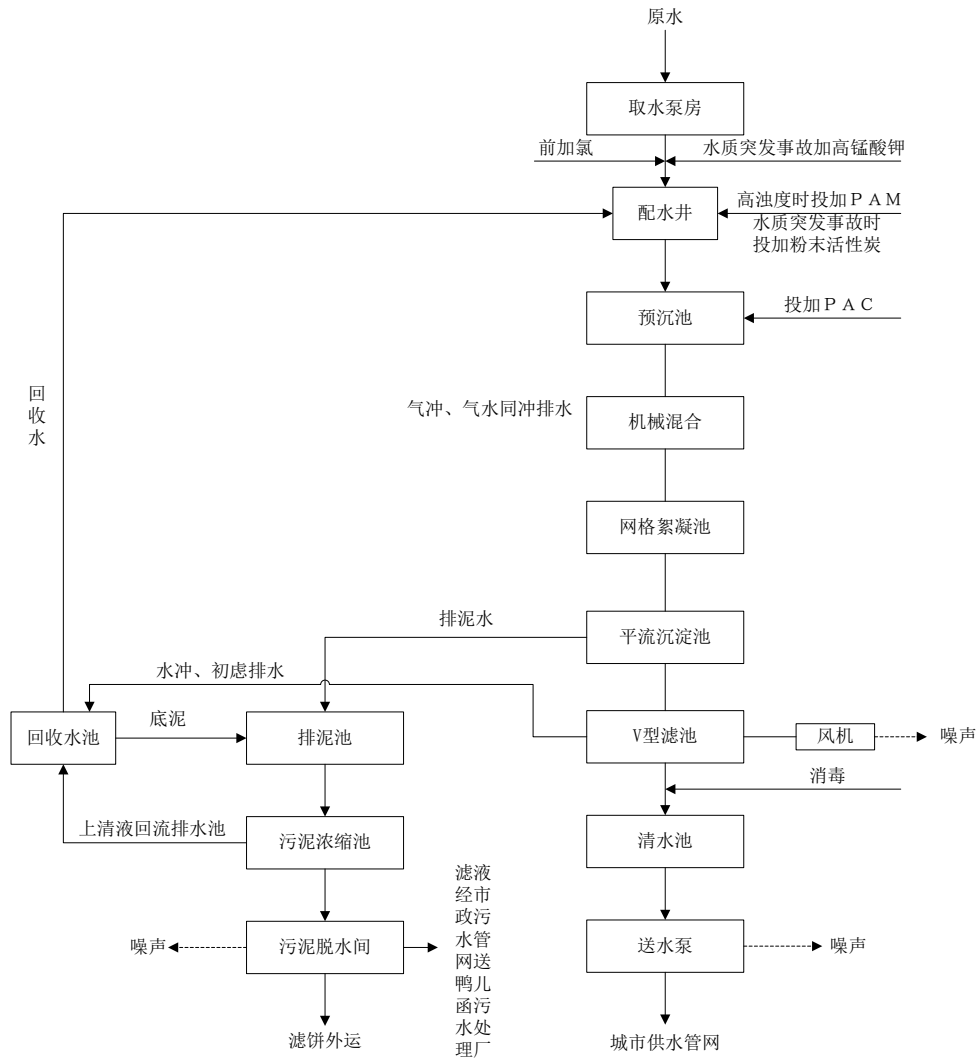 原水
取水泵房
前加氯
水质突发事故加高锰酸钾
配水井
高浊度时投加ＰＡＭ
水质突发事故时
投加粉末活性炭
预沉池
投加ＰＡＣ
回
收
水
气冲、气水同冲排水
机械混合
网格絮凝池
排泥水
平流沉淀池
水冲、初虑排水
回收水池
底泥
排泥池
V型滤池
风机
噪声
消毒
上清液回流排水池
污泥浓缩池
清水池
滤液
经市
政污
水管
网送
鸭儿
函污
水处
理厂
噪声
污泥脱水间
送水泵
噪声
滤饼外运
城市供水管网